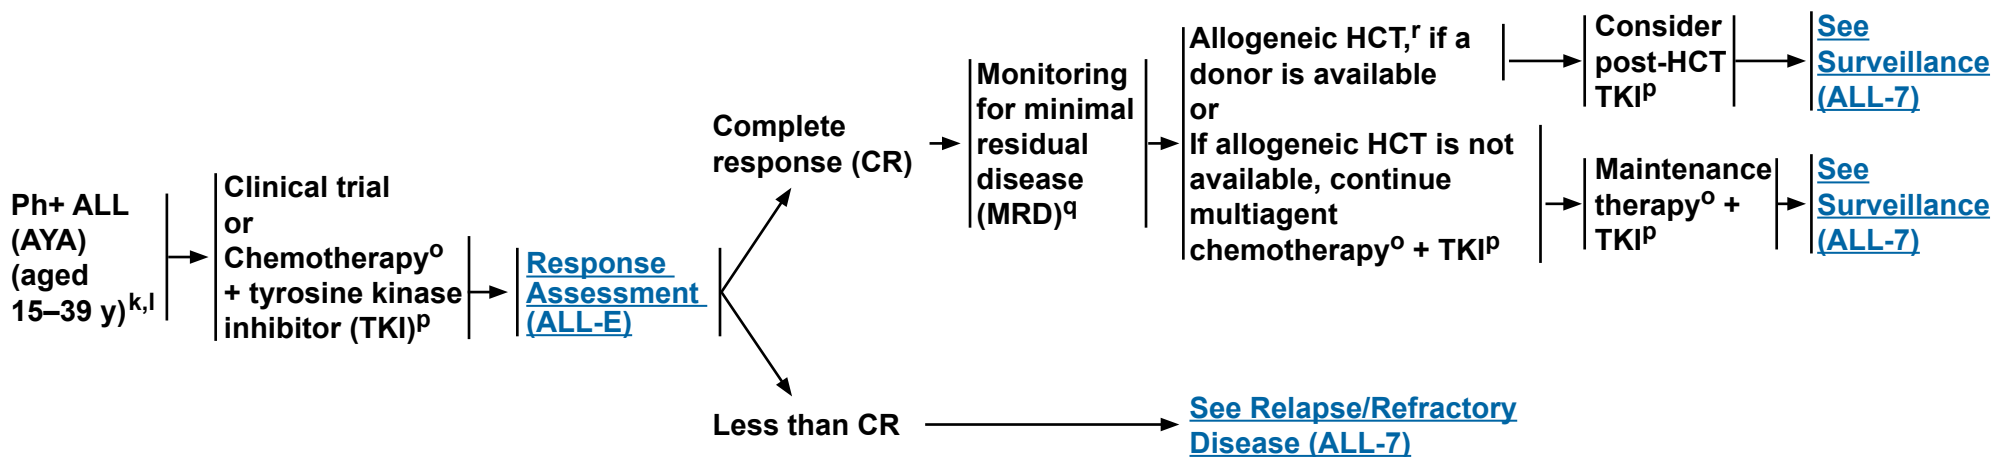 Ph+ ALL
(AYA)
(aged
15–39 y)k,l
Clinical trial
or
Chemotherapyo
+ tyrosine kinase
inhibitor (TKI)p
Response
Assessment
(ALL-E)
Complete
response (CR)
Monitoring
for minimal
residual
disease
(MRD)q
Allogeneic HCT,r if a
donor is available
or
If allogeneic HCT is not
available, continue
multiagent
chemotherapyo + TKIp
Consider
post-HCT
TKIp
See
Surveillance
(ALL-7)
Maintenance
therapyo +
TKIp
See
Surveillance
(ALL-7)
Less than CR
See Relapse/Refractory
Disease (ALL-7)